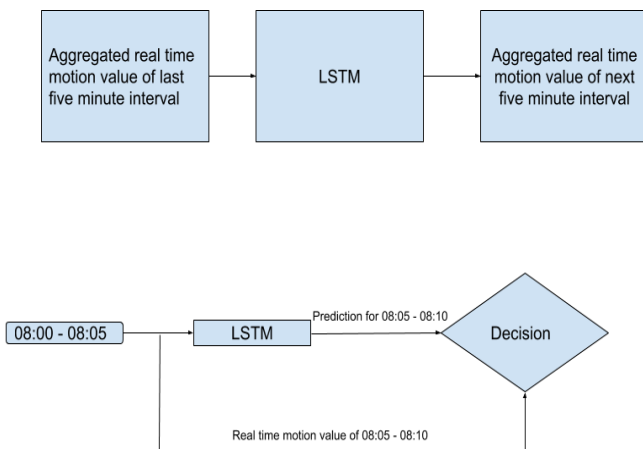 Aggregated real time
motion value of last
five minute interval
LSTM
Aggregated real time
motion value of next
five minute interval
08:00 - 08:05
LSTM
Prediction for 08:05 - 08:10
Decision
Real time motion value of 08:05 - 08:10